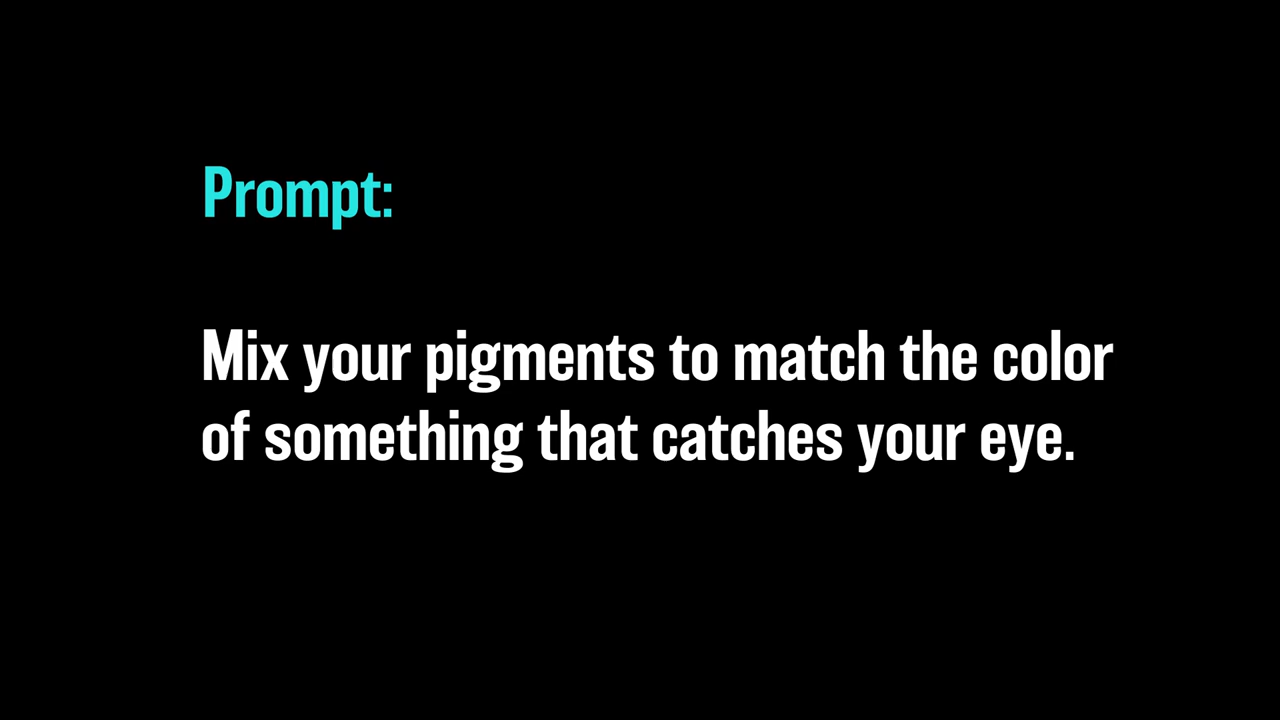 Prompt:
Mix your pigments to match the color
of something that catches your eye.